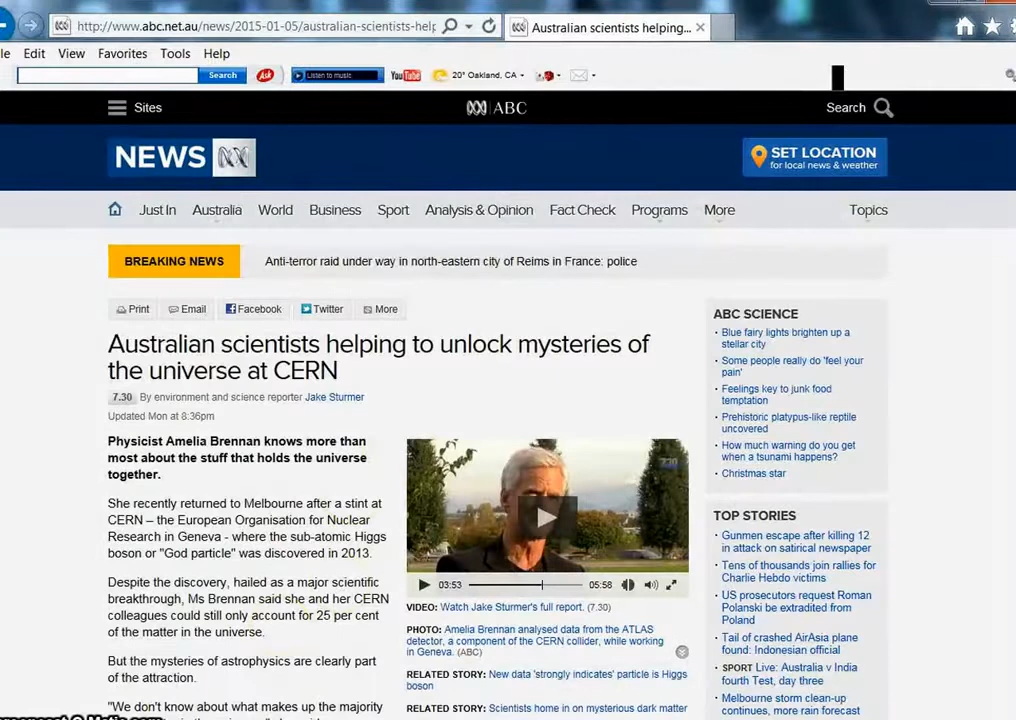 http://www.abc.net.au/news/2015-01-05/australian-scientists-help
Australian scientists helping...
Edit View Favorites Tools Help
Search Ask Listen to music YouTube 20° Oakland, CA
Sites
ABC
Search
NEWS
SET LOCATION
for local news & weather
Just In Australia World Business Sport Analysis & Opinion Fact Check Programs More Topics
BREAKING NEWS Anti-terror raid under way in north-eastern city of Reims in France: police
Print Email Facebook Twitter More
Australian scientists helping to unlock mysteries of
the universe at CERN
7.30 By environment and science reporter Jake Sturmer
Updated Mon at 8:36pm
Physicist Amelia Brennan knows more than
most about the stuff that holds the universe
together.
She recently returned to Melbourne after a stint at
CERN – the European Organisation for Nuclear
Research in Geneva - where the sub-atomic Higgs
boson or "God particle" was discovered in 2013.
Despite the discovery, hailed as a major scientific
breakthrough, Ms Brennan said she and her CERN
colleagues could still only account for 25 per cent
of the matter in the universe.
But the mysteries of astrophysics are clearly part
of the attraction.
"We don't know about what makes up the majority
7.30
03:53 05:58
VIDEO: Watch Jake Sturmer's full report. (7.30)
PHOTO: Amelia Brennan analysed data from the ATLAS
detector, a component of the CERN collider, while working
in Geneva. (ABC)
RELATED STORY: New data 'strongly indicates' particle is Higgs
boson
RELATED STORY: Scientists home in on mysterious dark matter
ABC SCIENCE
Blue fairy lights brighten up a
stellar city
Some people really do 'feel your
pain'
Feelings key to junk food
temptation
Prehistoric platypus-like reptile
uncovered
How much warning do you get
when a tsunami happens?
Christmas star
TOP STORIES
Gunmen escape after killing 12
in attack on satirical newspaper
Tens of thousands join rallies for
Charlie Hebdo victims
US prosecutors request Roman
Polanski be extradited from
Poland
Tail of crashed AirAsia plane
found: Indonesian official
SPORT Live: Australia v India
fourth Test, day three
Melbourne storm clean-up
continues, more rain forecast